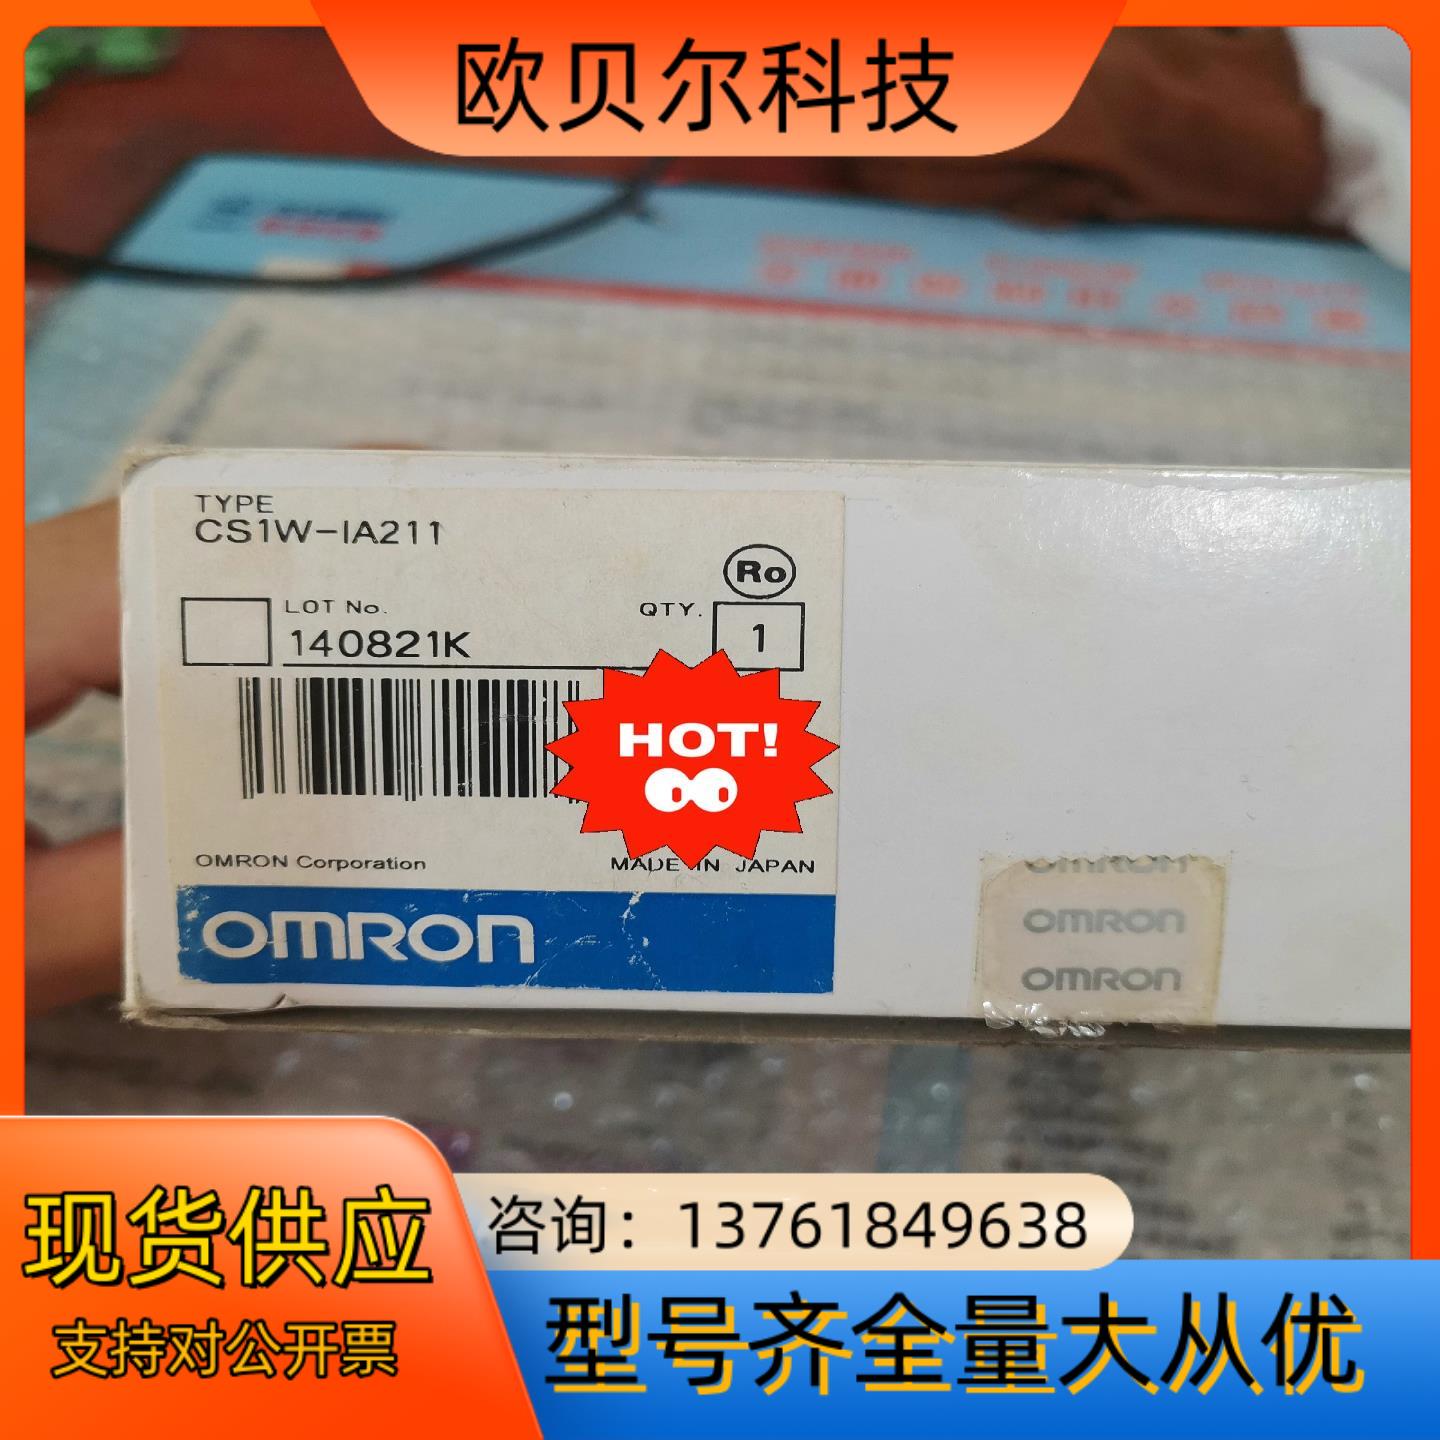 欧贝尔科技
TYPE
CS1W-IA211
Ro
LOT No.
140821K
QTY.
1
HOT!
OMRON Corporation
MADE IN JAPAN
OMRON
OMRON
OMRON
OMRON
现货供应
支持对公开票
咨询：13761849638
型号齐全量大从优